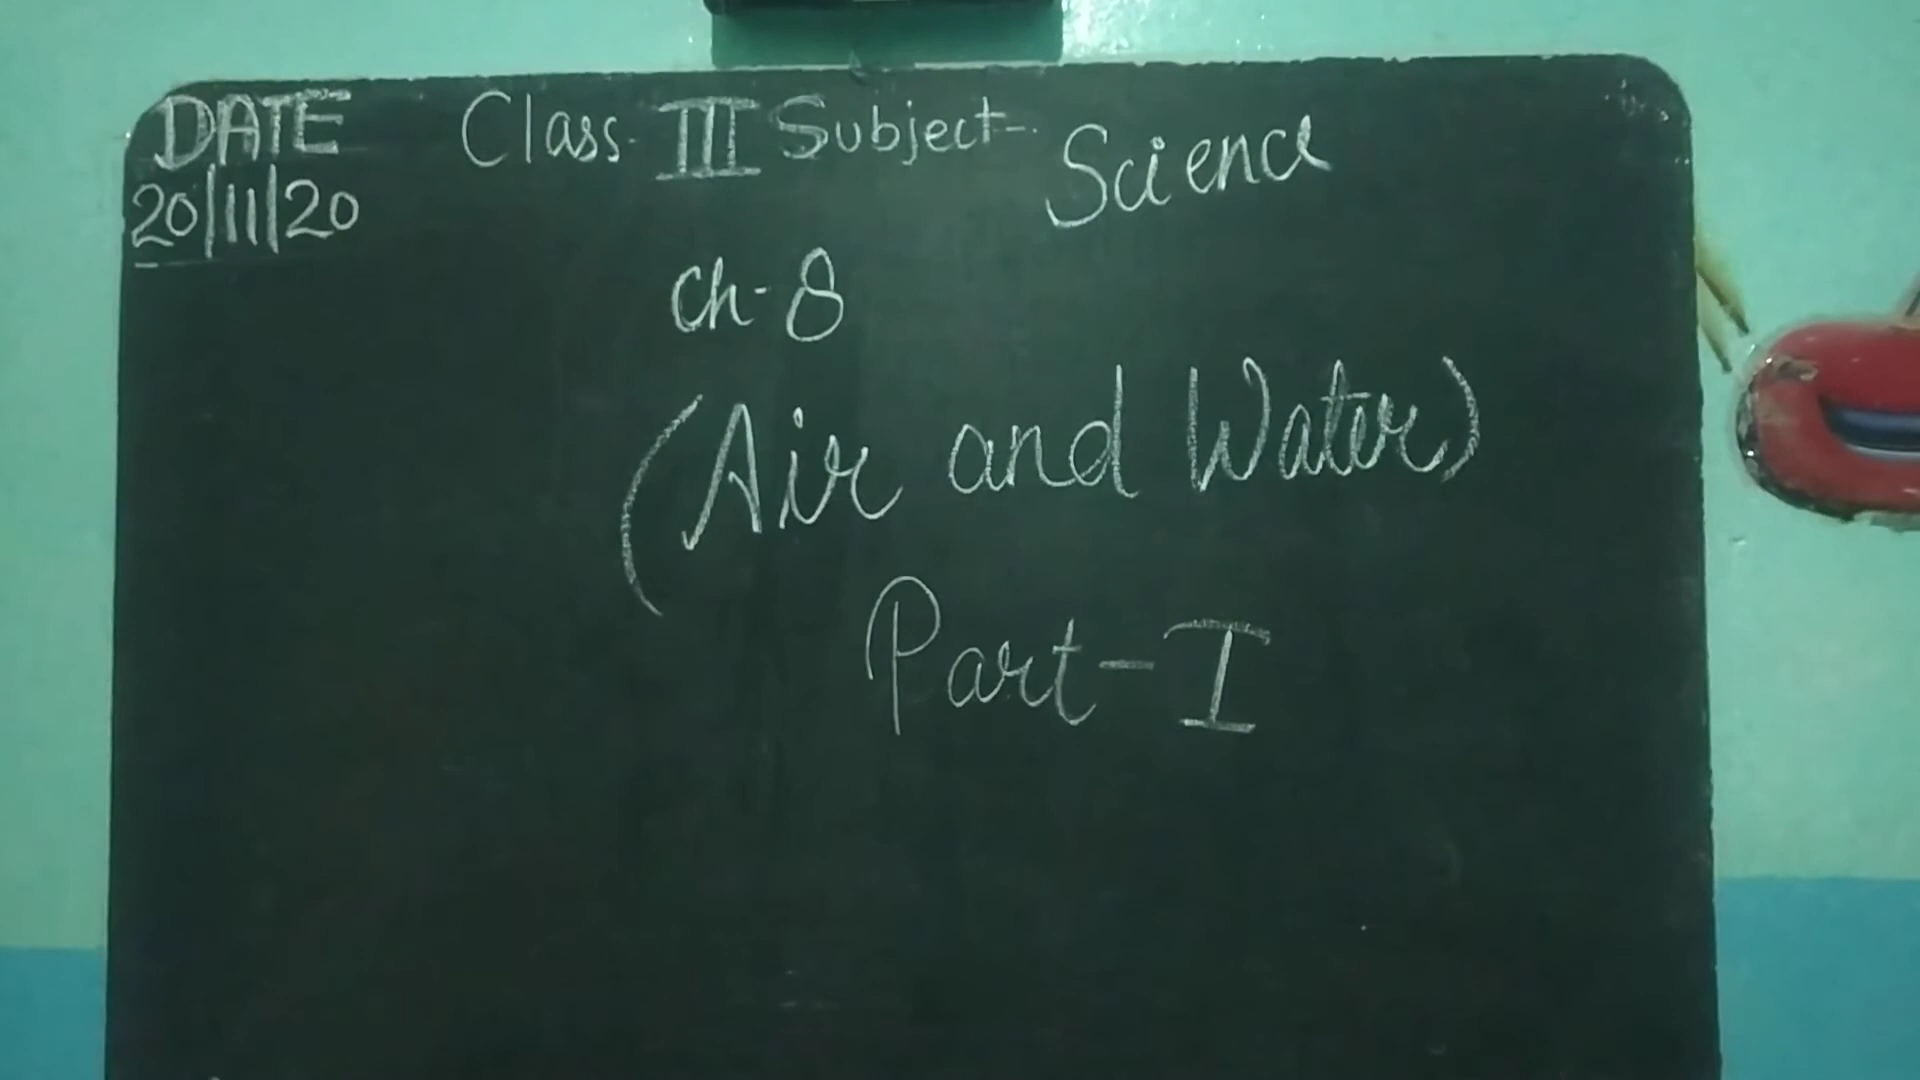 DATE Class- III Subject- Science
20/11/20
Ch-8
(Air and Water)
Part-I